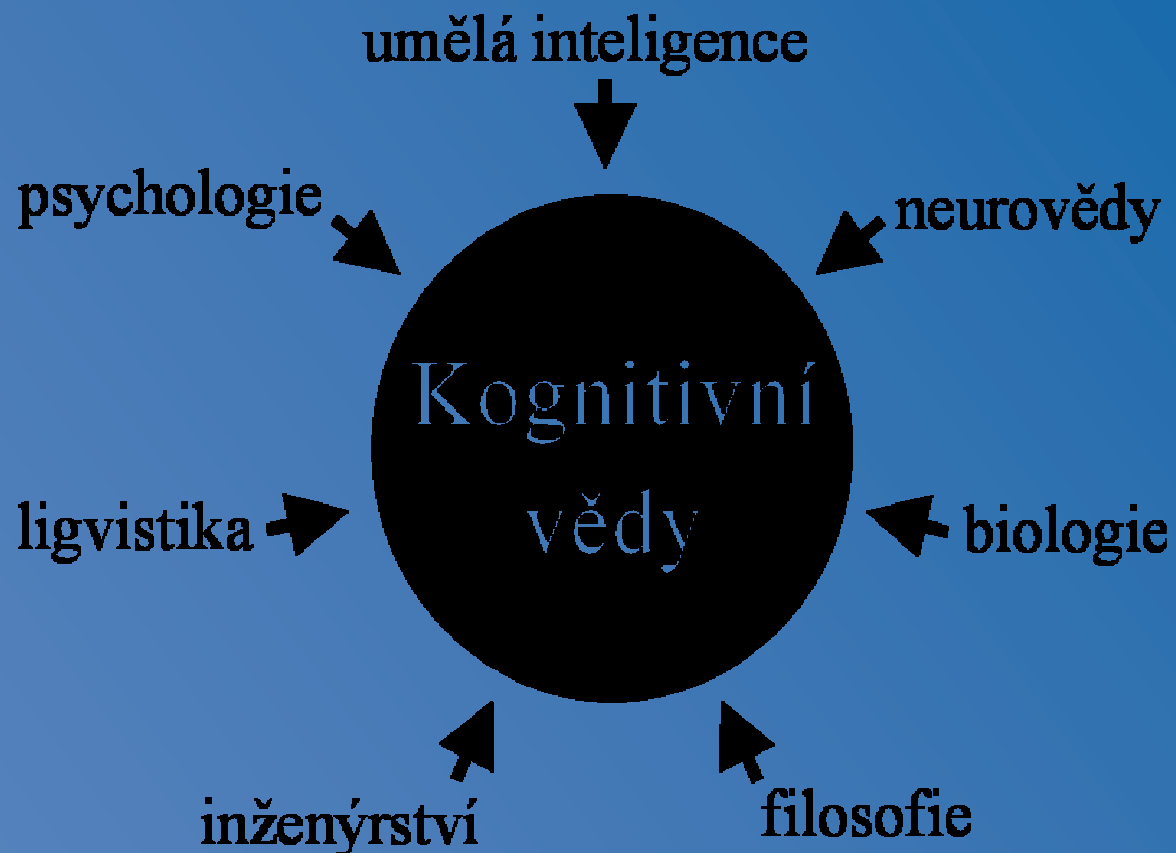 umělá inteligence
psychologie
neurovědy
Kognitivní
vědy
ligvistika
biologie
inženýrství
filosofie